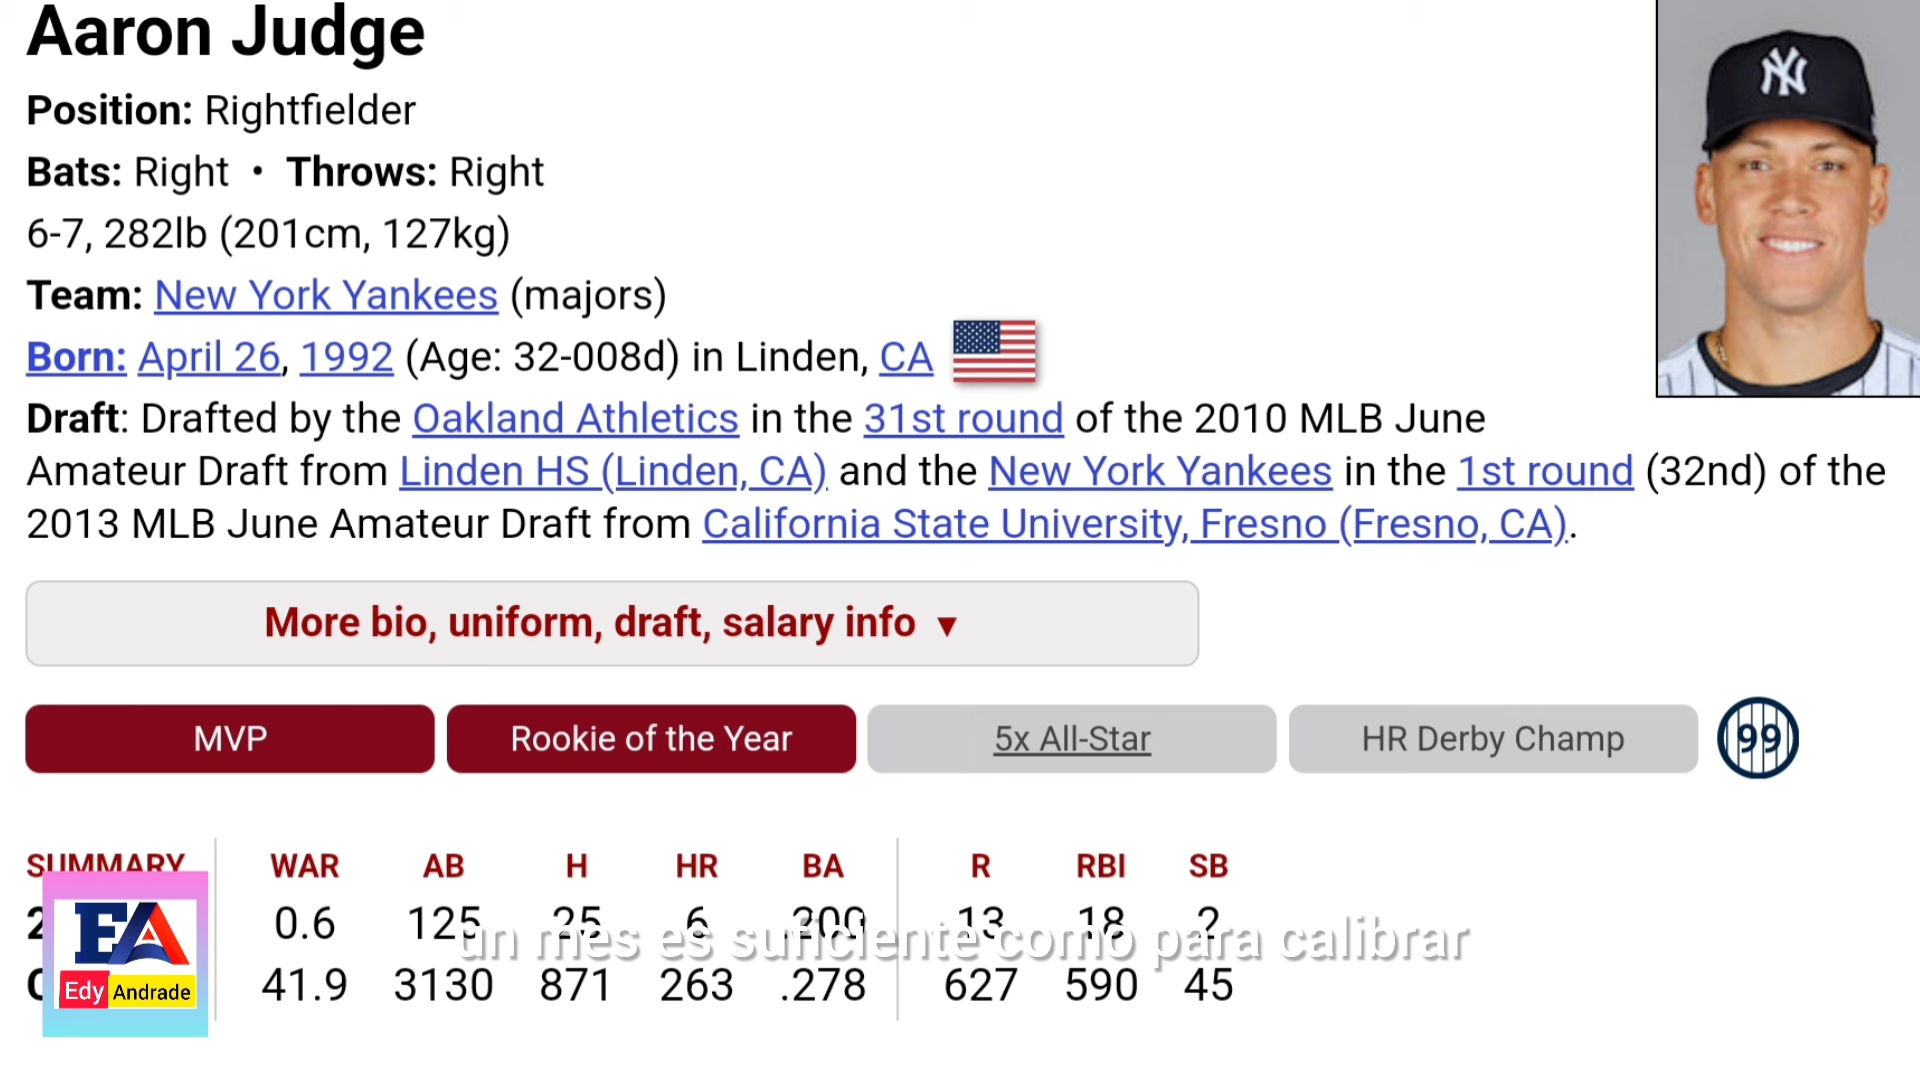 Aaron Judge
Position: Rightfielder
Bats: Right • Throws: Right
6-7, 282lb (201cm, 127kg)
Team: New York Yankees (majors)
Born: April 26, 1992 (Age: 32-008d) in Linden, CA
Draft: Drafted by the Oakland Athletics in the 31st round of the 2010 MLB June
Amateur Draft from Linden HS (Linden, CA) and the New York Yankees in the 1st round (32nd) of the
2013 MLB June Amateur Draft from California State University, Fresno (Fresno, CA).
More bio, uniform, draft, salary info ▼
MVP Rookie of the Year 5x All-Star HR Derby Champ 99
SUMMARY WAR AB H HR BA R RBI SB
0.6 125 25 6 .200 13 18 2
un mes es suficiente como para calibrar
41.9 3130 871 263 .278 627 590 45
EA
Edy Andrade
NY